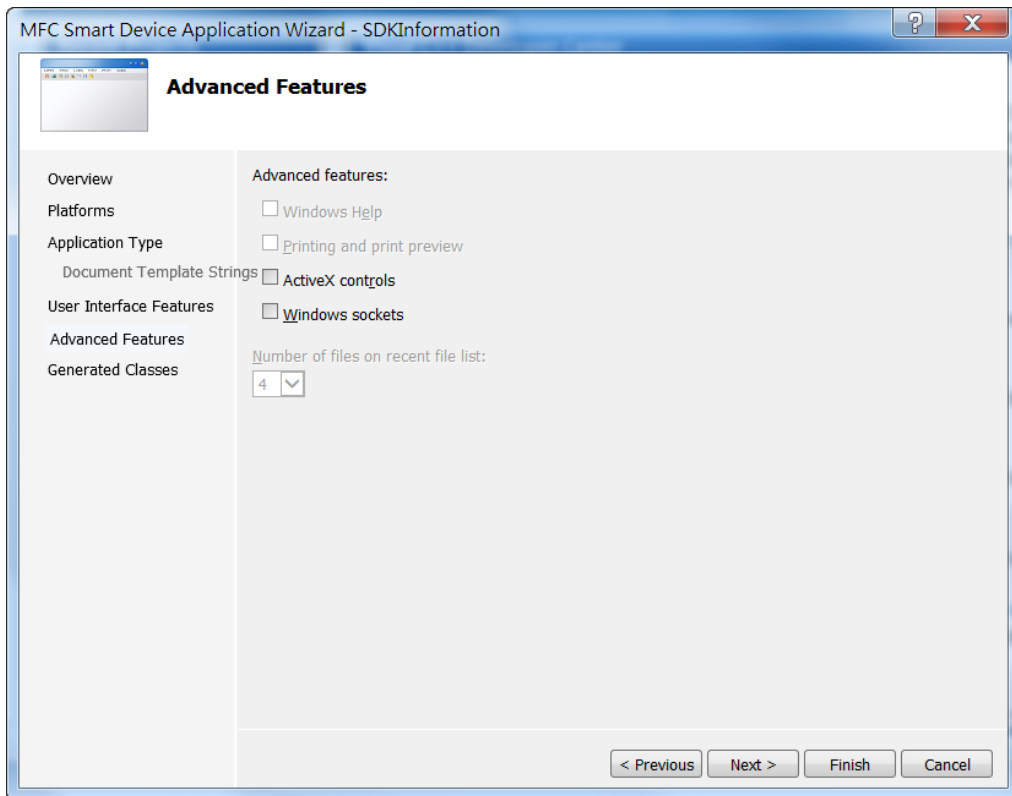 MFC Smart Device Application Wizard - SDKInformation
Advanced Features
Overview
Platforms
Application Type
Document Template Strings
User Interface Features
Advanced Features
Generated Classes
Advanced features:
Windows Help
Printing and print preview
ActiveX controls
Windows sockets
Number of files on recent file list:
4
< Previous
Next >
Finish
Cancel